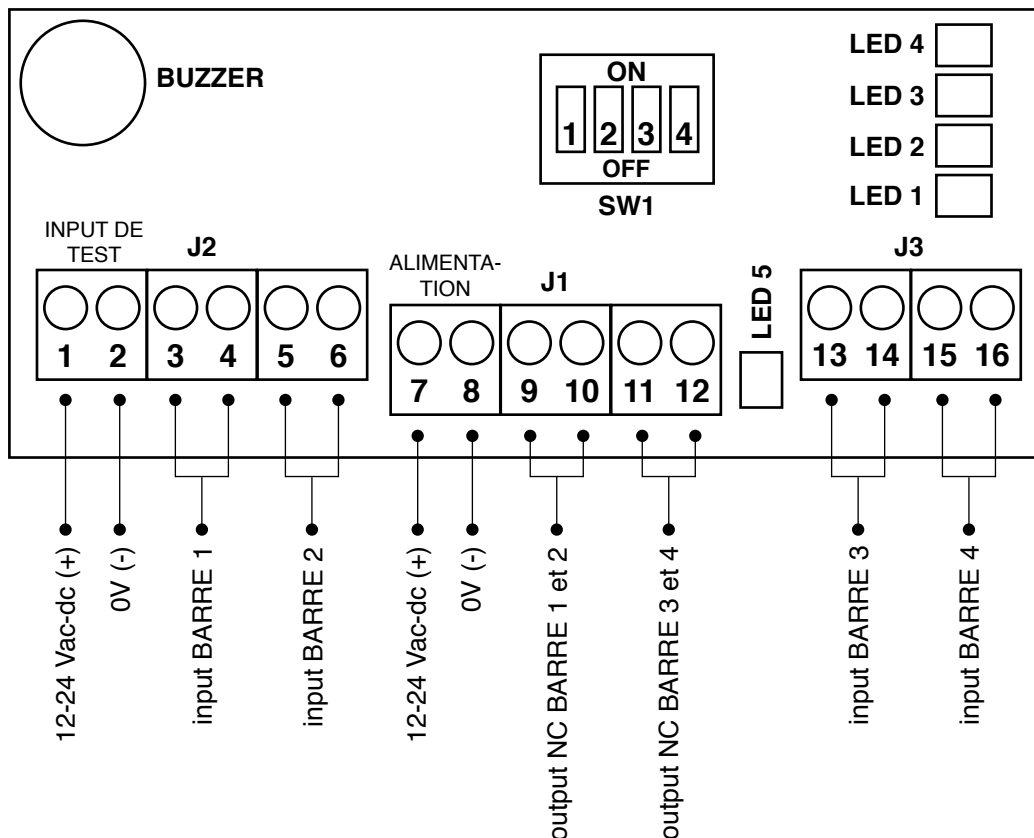 BUZZER
ON
1 2 3 4
OFF
SW1
LED 4
LED 3
LED 2
LED 1
INPUT DE
TEST
J2
1 2 3 4 5 6
ALIMENTA-
TION
J1
7 8 9 10 11 12
LED 5
J3
13 14 15 16
12-24 Vac-dc (+)
0V (-)
input BARRE 1
input BARRE 2
12-24 Vac-dc (+)
0V (-)
output NC BARRE 1 et 2
output NC BARRE 3 et 4
input BARRE 3
input BARRE 4